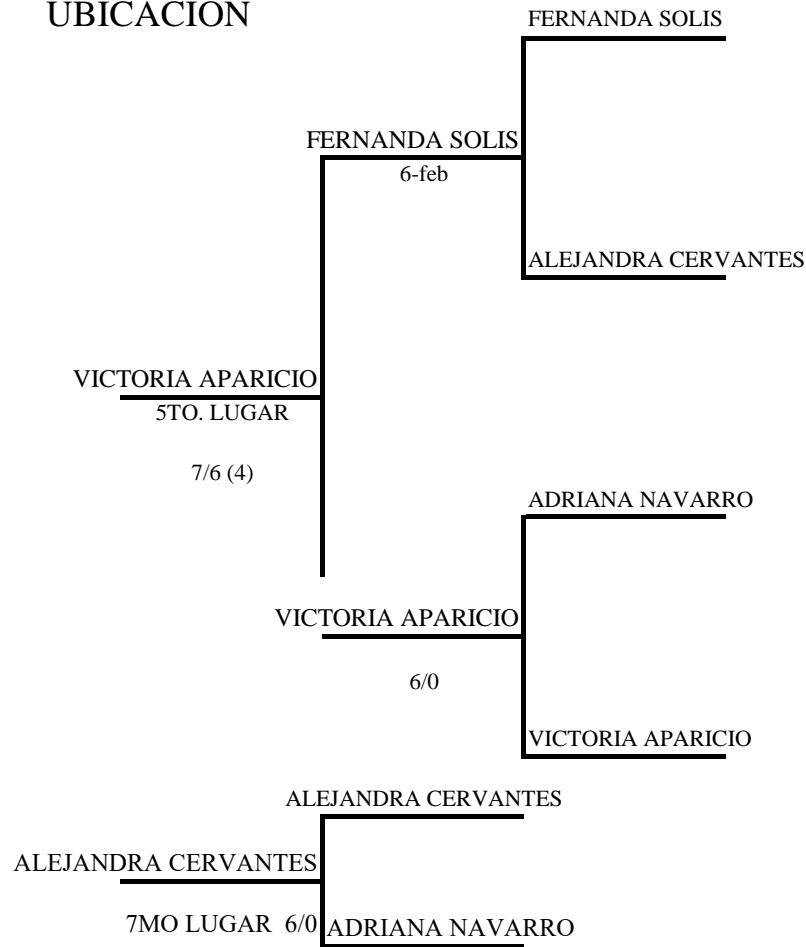 UBICACIÓN
FERNANDA SOLIS
FERNANDA SOLIS
6-feb
ALEJANDRA CERVANTES
VICTORIA APARICIO
5TO. LUGAR
7/6 (4)
ADRIANA NAVARRO
VICTORIA APARICIO
6/0
VICTORIA APARICIO
ALEJANDRA CERVANTES
ALEJANDRA CERVANTES
7MO LUGAR 6/0
ADRIANA NAVARRO